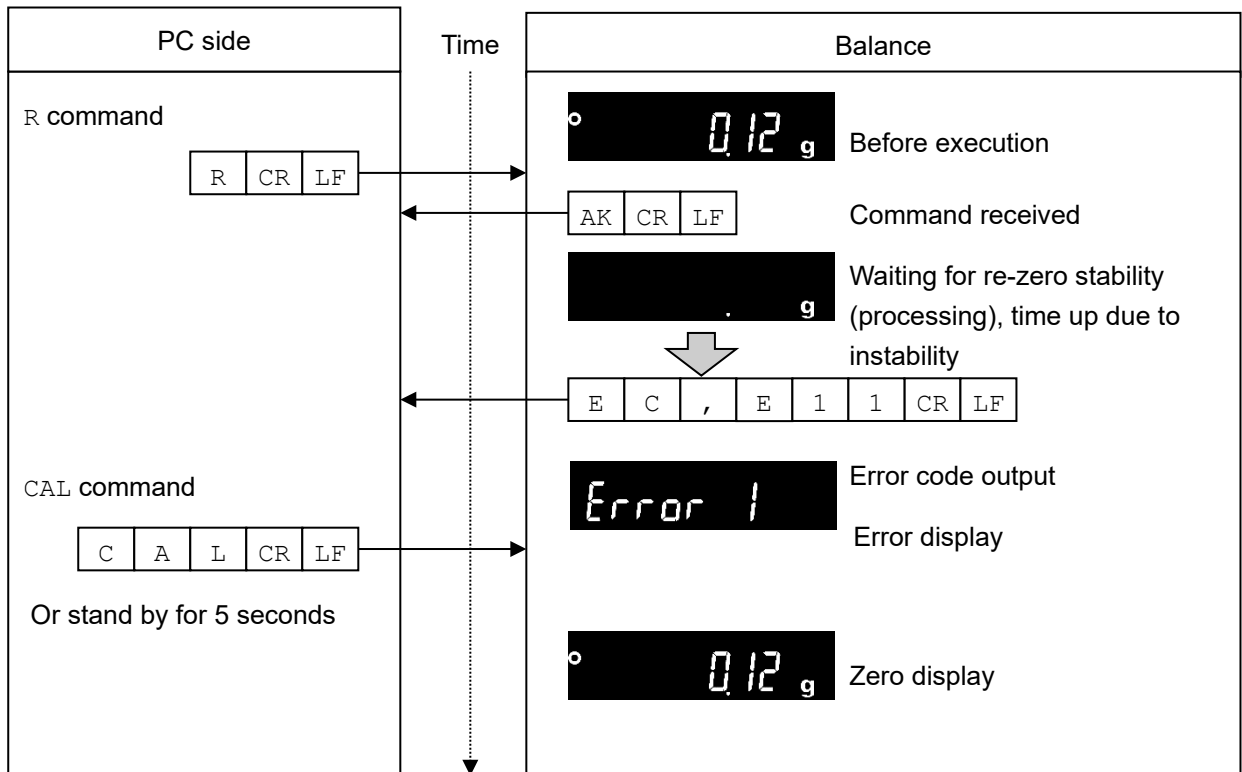 PC side
Time
Balance
R command
R CR LF
0.12 g
Before execution
AK CR LF
Command received
. g
Waiting for re-zero stability
(processing), time up due to
instability
E C , E 1 1 CR LF
CAL command
C A L CR LF
Or stand by for 5 seconds
Error 1
Error code output
Error display
0.12 g
Zero display